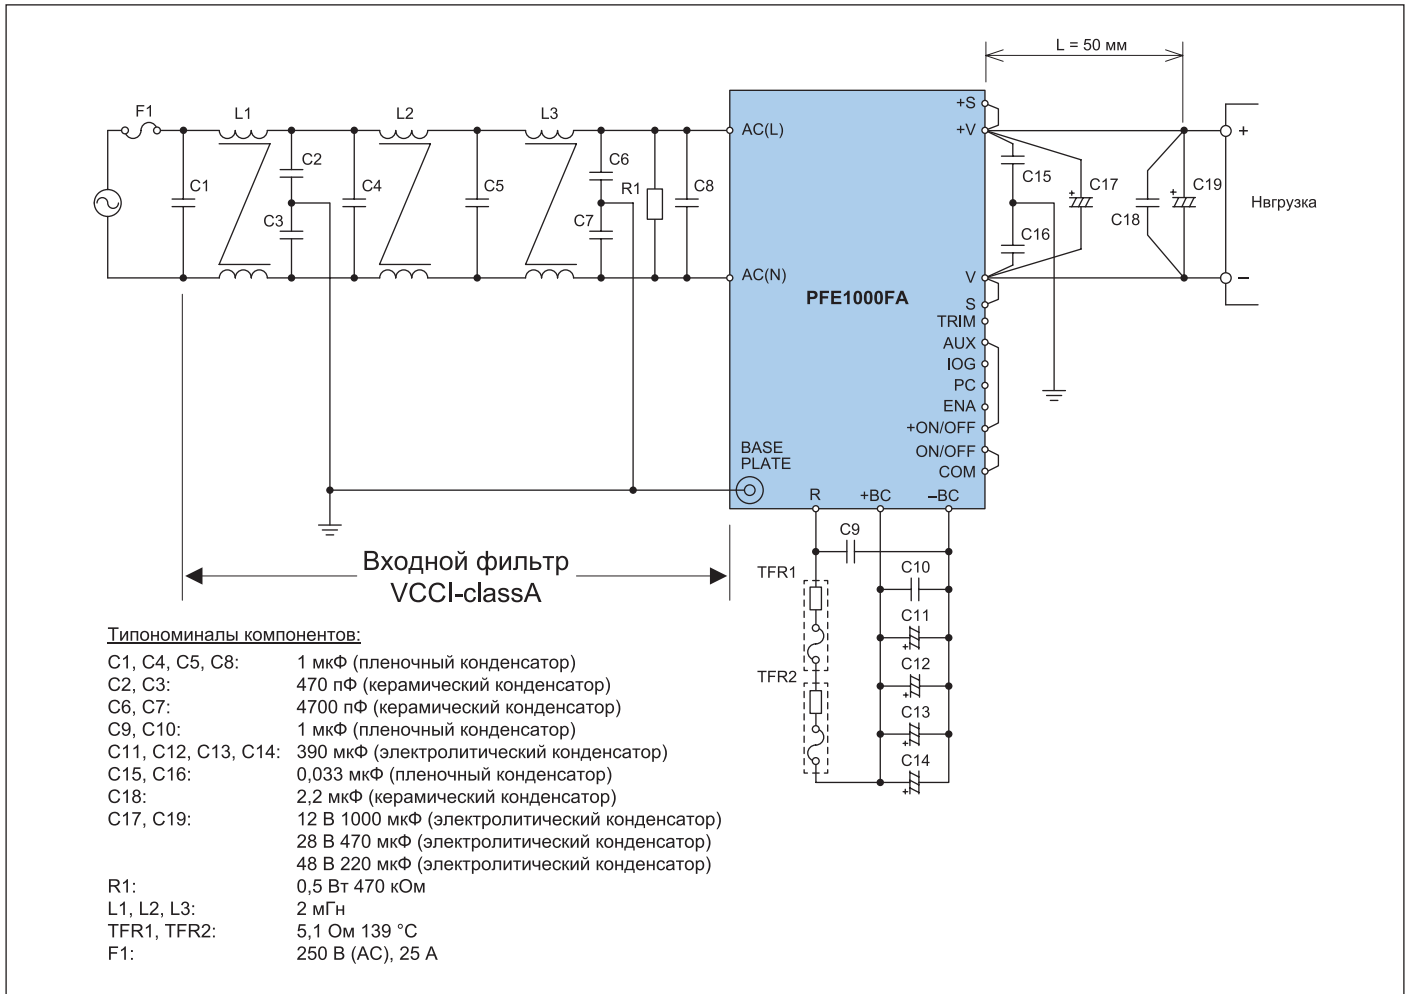 L = 50 мм
F1
L1
L2
L3
C1
C2
C3
C4
C5
C6
C7
R1
C8
AC(L)
AC(N)
PFE1000FA
BASE
PLATE
+S
+V
V
S
TRIM
AUX
IOG
PC
ENA
+ON/OFF
ON/OFF
COM
R
+BC
–BC
C15
C16
C17
+
C18
C19
+
+
–
Нвгрузка
C9
TFR1
TFR2
C10
C11
+
C12
+
C13
+
C14
+
Входной фильтр
VCCI-classA
Типономиналы компонентов:
C1, C4, C5, C8: 1 мкФ (пленочный конденсатор)
C2, C3: 470 пФ (керамический конденсатор)
C6, C7: 4700 пФ (керамический конденсатор)
C9, C10: 1 мкФ (пленочный конденсатор)
C11, C12, C13, C14: 390 мкФ (электролитический конденсатор)
C15, C16: 0,033 мкФ (пленочный конденсатор)
C18: 2,2 мкФ (керамический конденсатор)
C17, C19: 12 В 1000 мкФ (электролитический конденсатор)
28 В 470 мкФ (электролитический конденсатор)
48 В 220 мкФ (электролитический конденсатор)
R1: 0,5 Вт 470 кОм
L1, L2, L3: 2 мГн
TFR1, TFR2: 5,1 Ом 139 °C
F1: 250 В (AC), 25 А